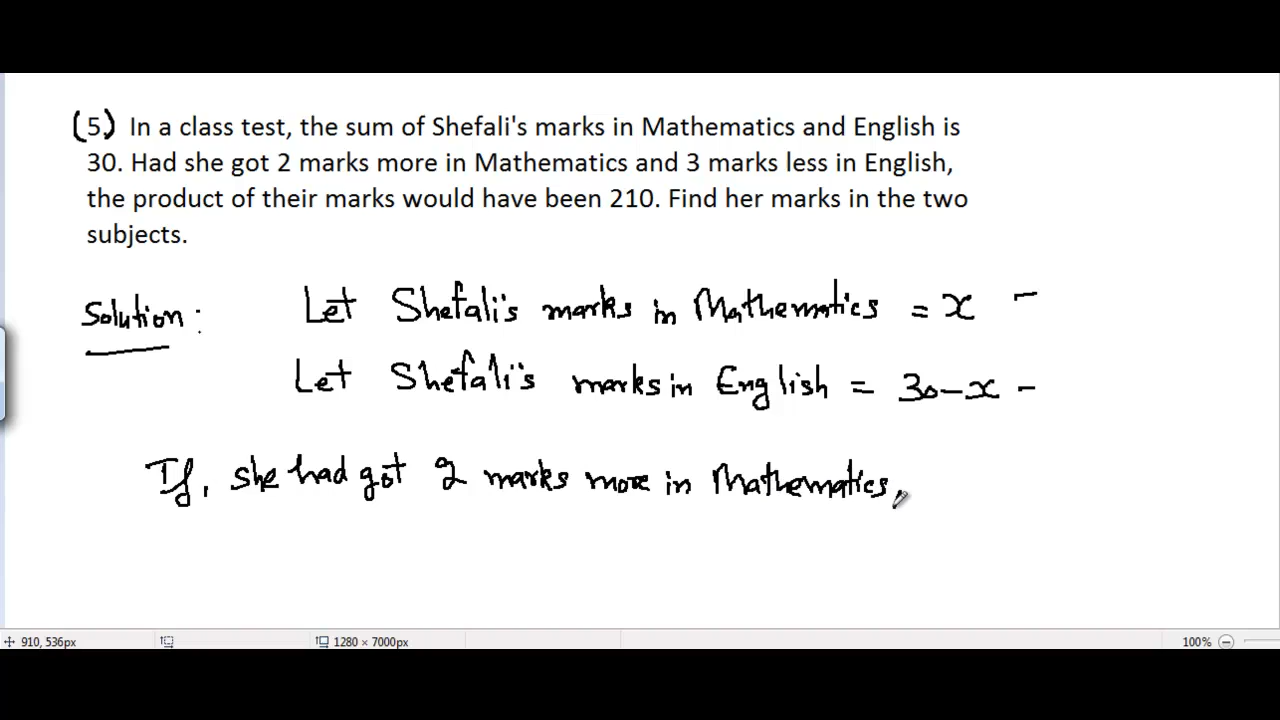 (5) In a class test, the sum of Shefali's marks in Mathematics and English is
30. Had she got 2 marks more in Mathematics and 3 marks less in English,
the product of their marks would have been 210. Find her marks in the two
subjects.
Solution: Let Shefali's marks in Mathematics = x –
Let Shefali's marks in English = 30 – x –
If, she had got 2 marks more in Mathematics,
910, 536px 1280 × 7000px 100%